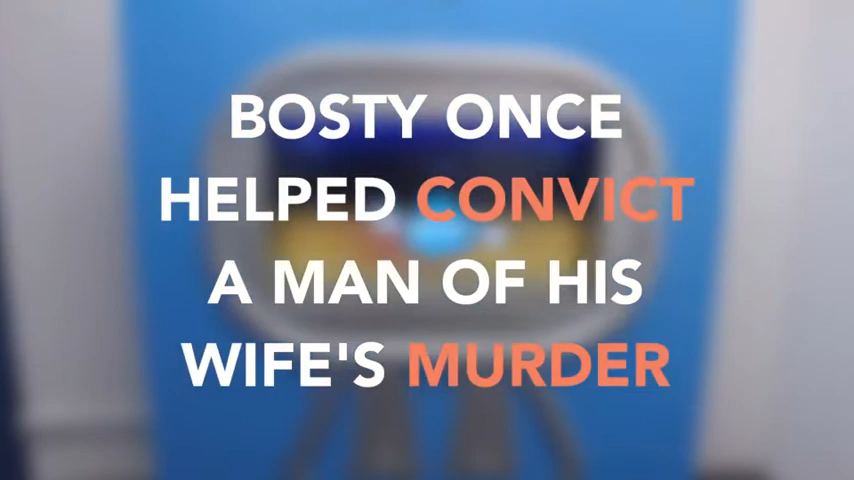 BOSTY ONCE
HELPED CONVICT
A MAN OF HIS
WIFE'S MURDER